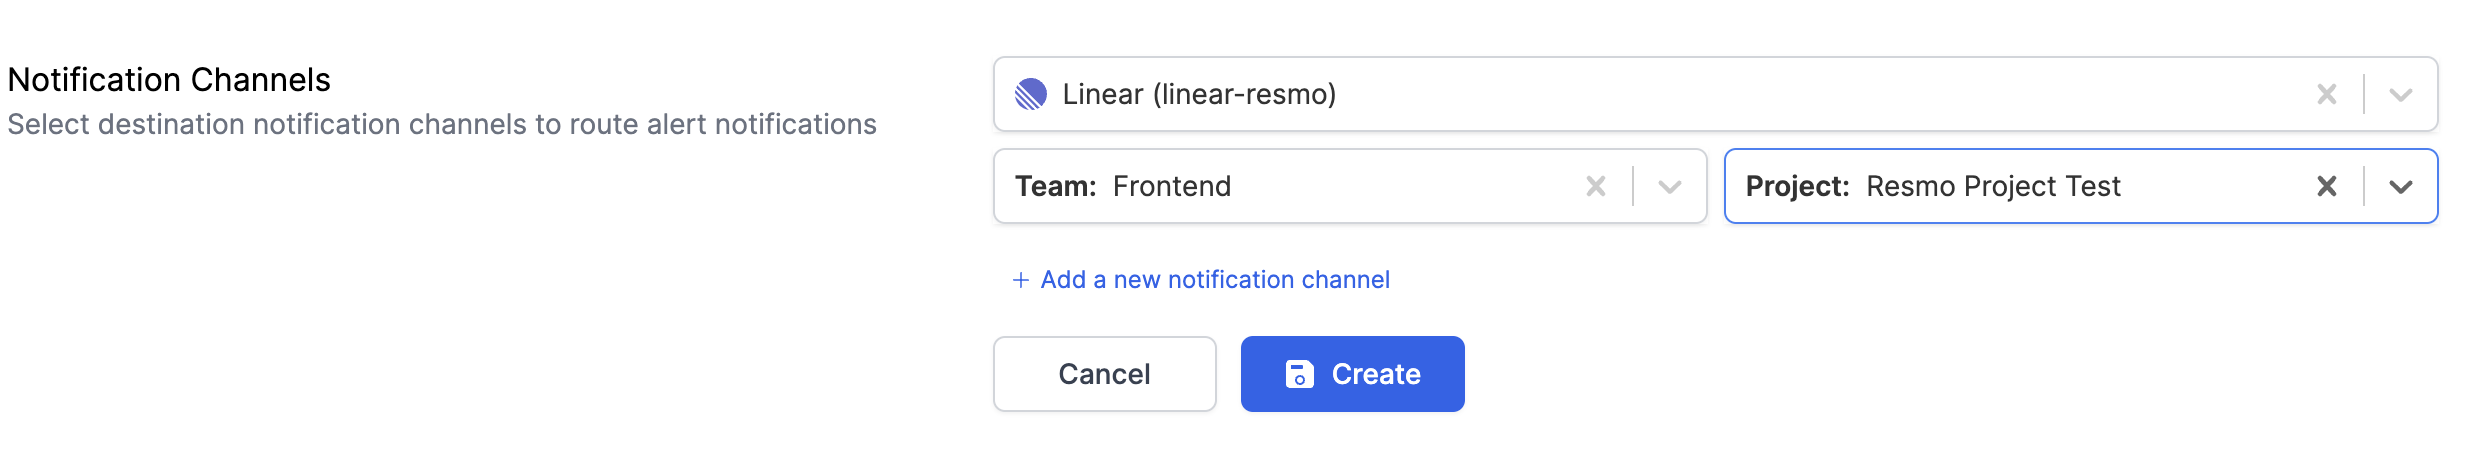 Notification Channels
Select destination notification channels to route alert notifications
Linear (linear-resmo)
Team: Frontend
Project: Resmo Project Test
+ Add a new notification channel
Cancel
Create